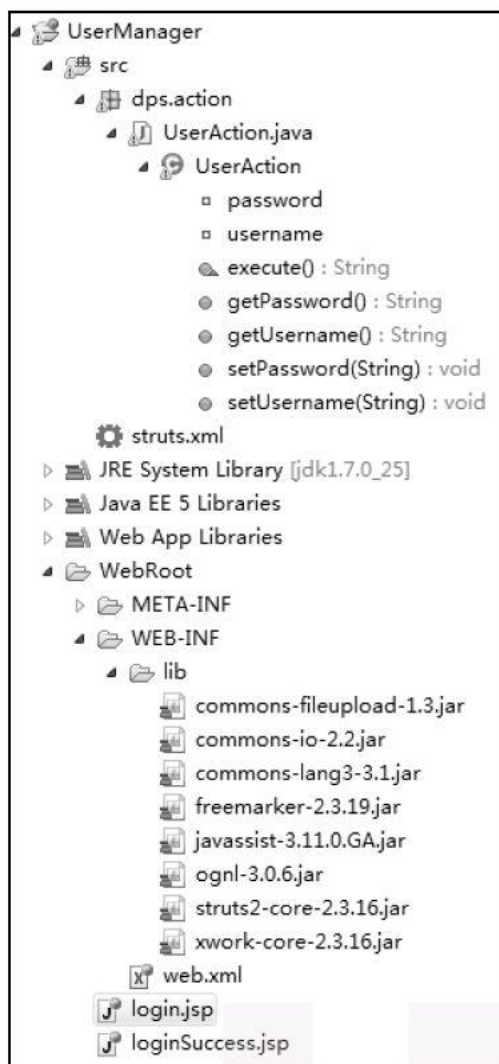 UserManager
src
dps.action
UserAction.java
UserAction
password
username
execute() : String
getPassword() : String
getUsername() : String
setPassword(String) : void
setUsername(String) : void
struts.xml
JRE System Library [jdk1.7.0_25]
Java EE 5 Libraries
Web App Libraries
WebRoot
META-INF
WEB-INF
lib
commons-fileupload-1.3.jar
commons-io-2.2.jar
commons-lang3-3.1.jar
freemarker-2.3.19.jar
javassist-3.11.0.GA.jar
ognl-3.0.6.jar
struts2-core-2.3.16.jar
xwork-core-2.3.16.jar
web.xml
login.jsp
loginSuccess.jsp